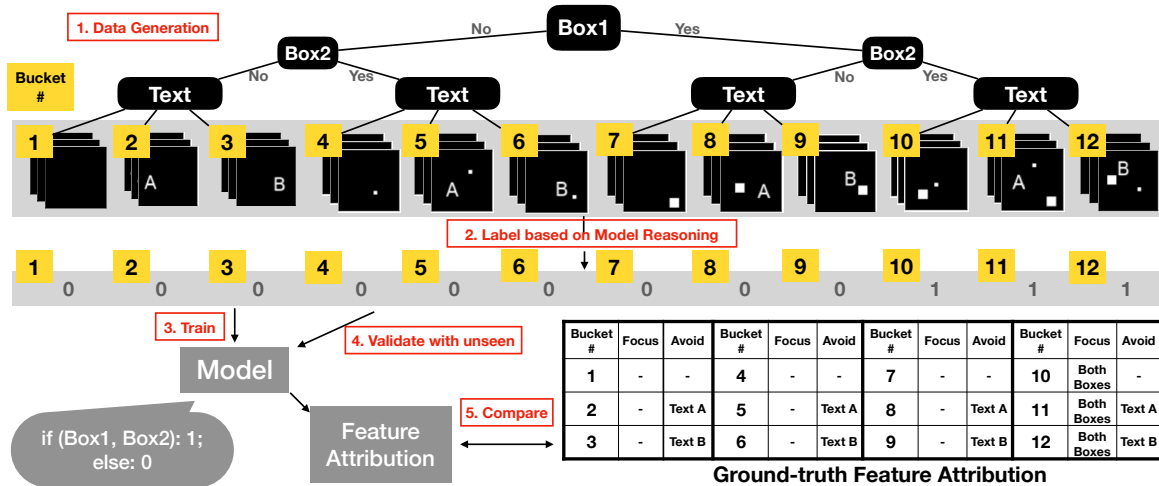 1. Data Generation
Box1
No
Yes
Box2
Box2
No
Yes
No
Yes
Bucket
#
Text
Text
Text
Text
1
2
3
4
5
6
7
8
9
10
11
12
A
B
A
B
A
B
A
B
2. Label based on Model Reasoning
1
2
3
4
5
6
7
8
9
10
11
12
0
0
0
0
0
0
0
0
0
1
1
1
3. Train
4. Validate with unseen
Model
if (Box1, Box2): 1;
else: 0
Feature
Attribution
5. Compare
Bucket # Focus Avoid Bucket # Focus Avoid Bucket # Focus Avoid Bucket # Focus Avoid
1 - - 4 - - 7 - - 10 Both Boxes -
2 - Text A 5 - Text A 8 - Text A 11 Both Boxes Text A
3 - Text B 6 - Text B 9 - Text B 12 Both Boxes Text B
Ground-truth Feature Attribution